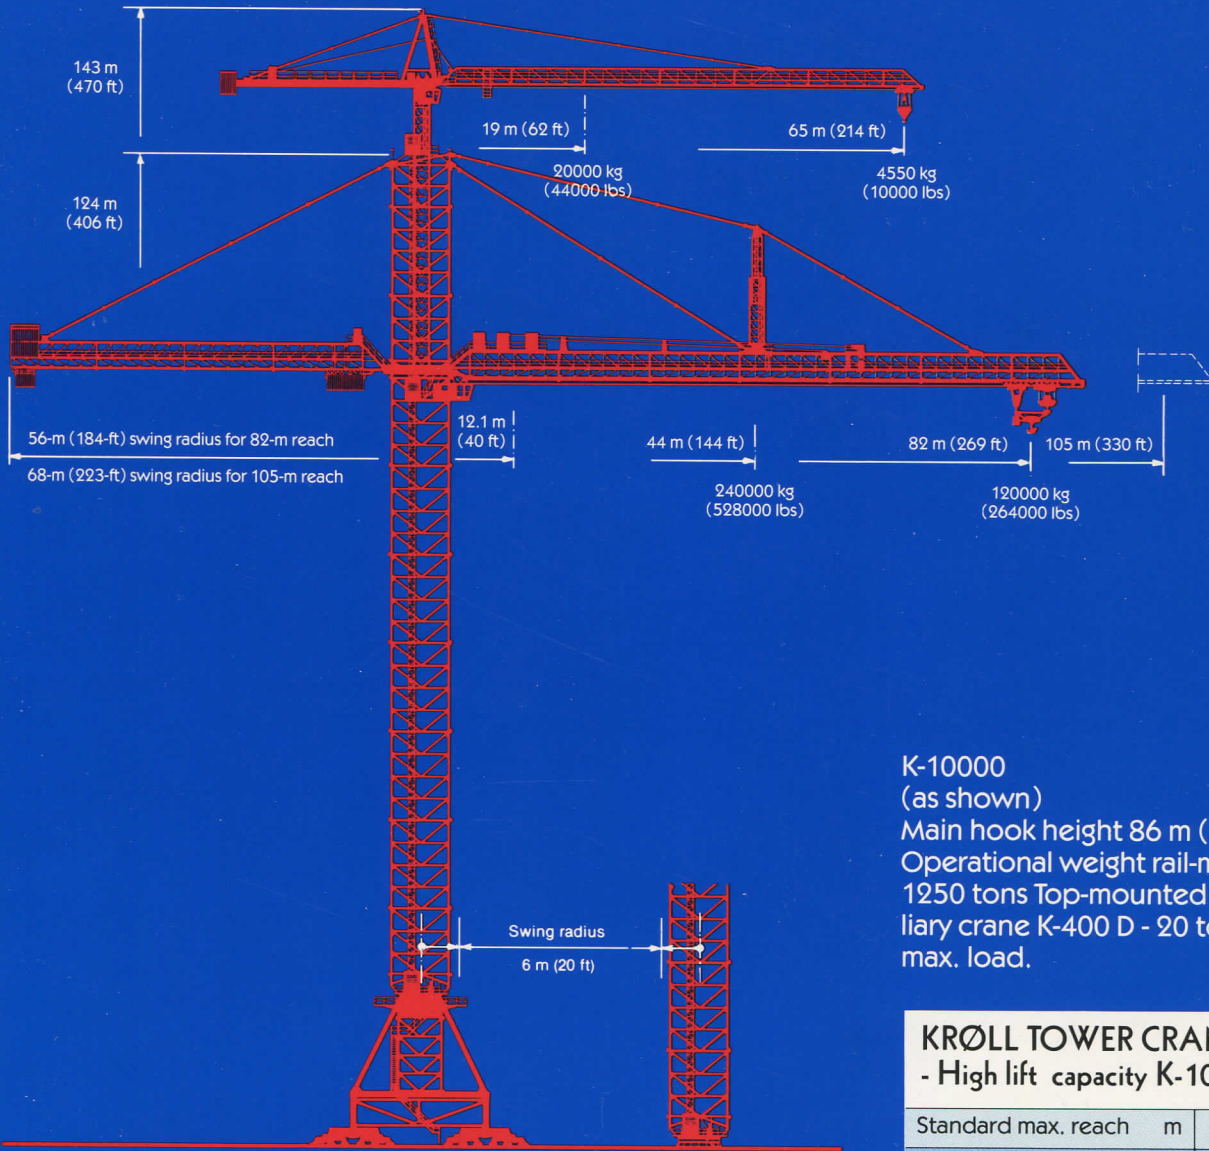 143 m
(470 ft)
19 m (62 ft)
65 m (214 ft)
20000 kg
(44000 lbs)
4550 kg
(10000 lbs)
124 m
(406 ft)
56-m (184-ft) swing radius for 82-m reach
68-m (223-ft) swing radius for 105-m reach
12.1 m
(40 ft)
44 m (144 ft)
82 m (269 ft)
105 m (330 ft)
240000 kg
(528000 lbs)
120000 kg
(264000 lbs)
K-10000
(as shown)
Main hook height 86 m (
Operational weight rail-m
1250 tons Top-mounted
liary crane K-400 D - 20 to
max. load.
Swing radius
6 m (20 ft)
KRØLL TOWER CRAN
- High lift capacity K-10
Standard max. reach m